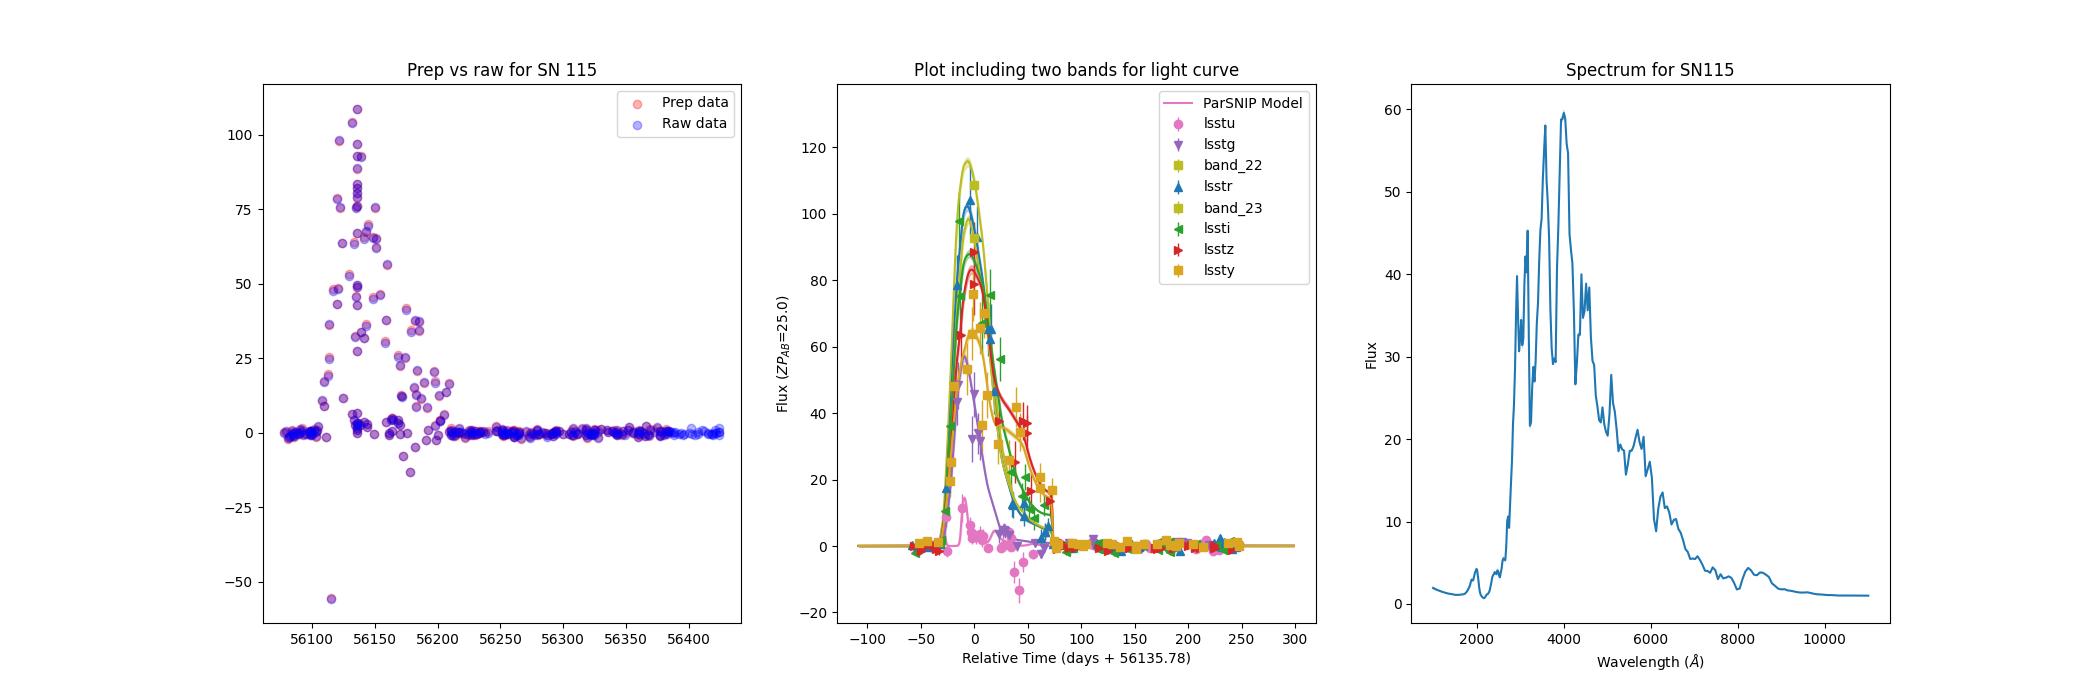 Prep vs raw for SN 115
Prep data
Raw data
100
75
50
25
0
−25
−50
56100
56150
56200
56250
56300
56350
56400
Plot including two bands for light curve
ParSNIP Model
lsstu
lsstg
band_22
lsstr
band_23
lssti
lsstz
lssty
Flux (ZP_AB=25.0)
120
100
80
60
40
20
0
−20
−100
−50
0
50
100
150
200
250
300
Relative Time (days + 56135.78)
Spectrum for SN115
Flux
60
50
40
30
20
10
0
2000
4000
6000
8000
10000
Wavelength (Å)